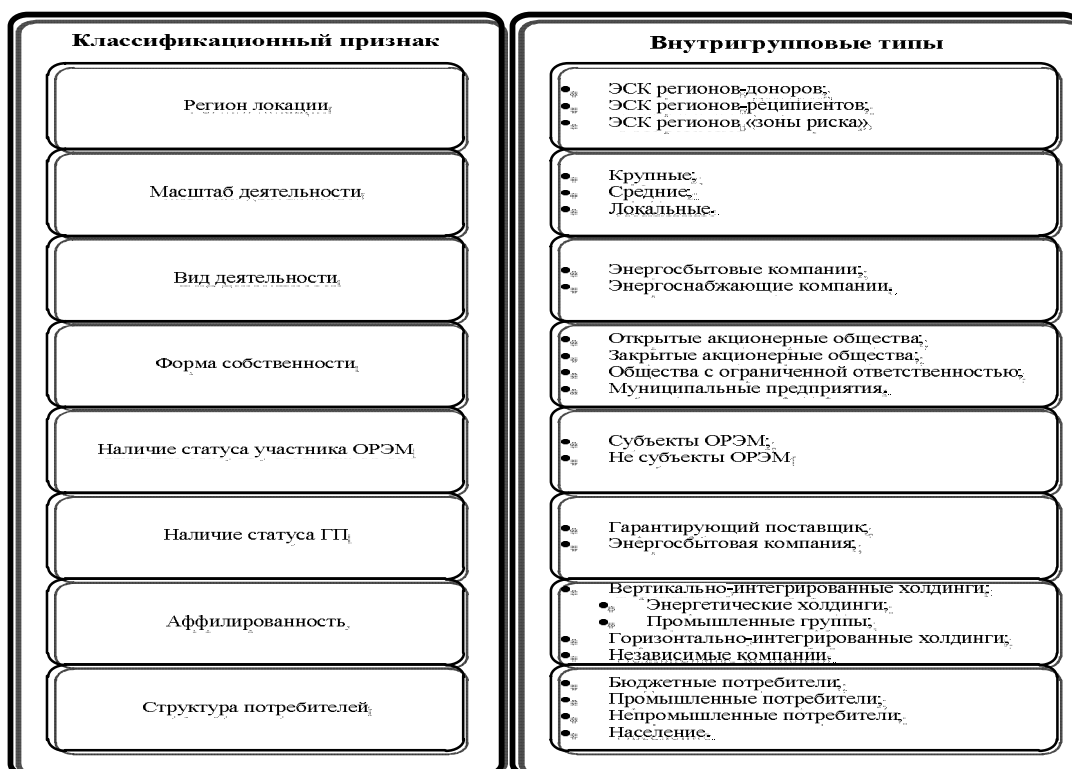 Классификационный признак
Внутригрупповые типы
Регион локации
ЭСК регионов-доноров;
ЭСК регионов-реципиентов;
ЭСК регионов «зоны риска»
Масштаб деятельности
Крупные;
Средние;
Локальные.
Вид деятельности
Энергосбытовые компании;
Энергоснабжающие компании.
Форма собственности
Открытые акционерные общества;
Закрытые акционерные общества;
Общества с ограниченной ответственностью;
Муниципальные предприятия.
Наличие статуса участника ОРЭМ
Субъекты ОРЭМ;
Не субъекты ОРЭМ
Наличие статуса ГП
Гарантирующий поставщик;
Энергосбытовая компания;
Аффилированность
Вертикально-интегрированные холдинги;
Энергетические холдинги;
Промышленные группы;
Горизонтально-интегрированные холдинги;
Независимые компании.
Структура потребителей
Бюджетные потребители;
Промышленные потребители;
Непромышленные потребители;
Население.